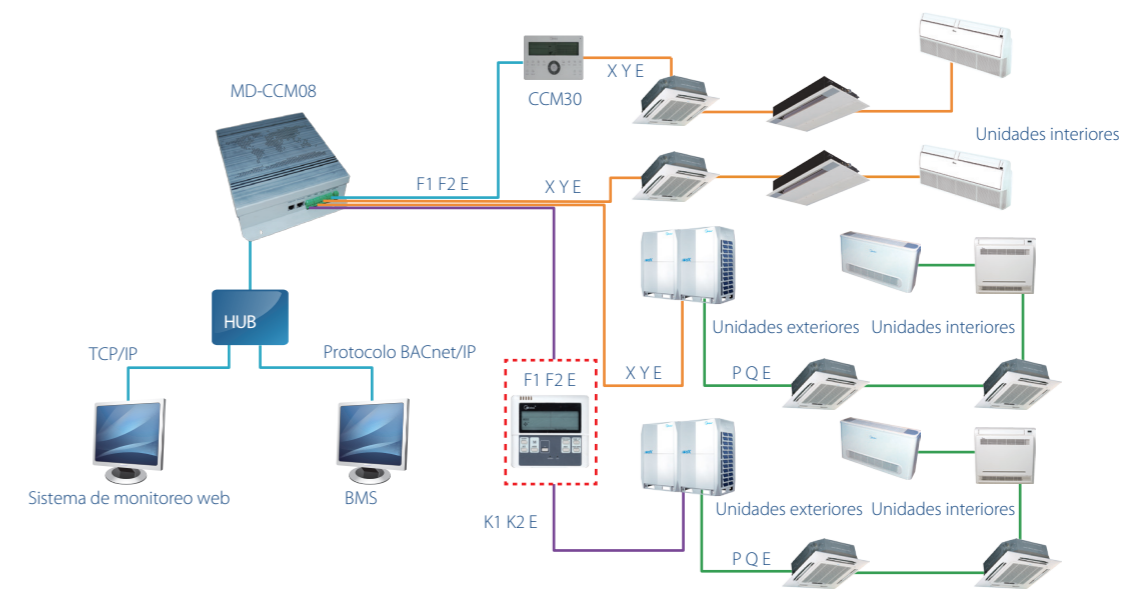 MD-CCM08
CCM30
X Y E
Unidades interiores
F1 F2 E
X Y E
HUB
TCP/IP
Protocolo BACnet/IP
Unidades exteriores
Unidades interiores
X Y E
P Q E
F1 F2 E
Sistema de monitoreo web
BMS
K1 K2 E
Unidades exteriores
Unidades interiores
P Q E